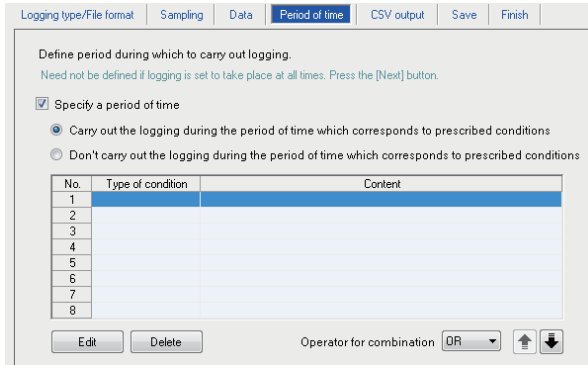 Logging type/File format Sampling Data Period of time CSV output Save Finish
Define period during which to carry out logging.
Need not be defined if logging is set to take place at all times. Press the [Next] button.
Specify a period of time
Carry out the logging during the period of time which corresponds to prescribed conditions
Don't carry out the logging during the period of time which corresponds to prescribed conditions
No. Type of condition Content
1
2
3
4
5
6
7
8
Edit Delete Operator for combination OR